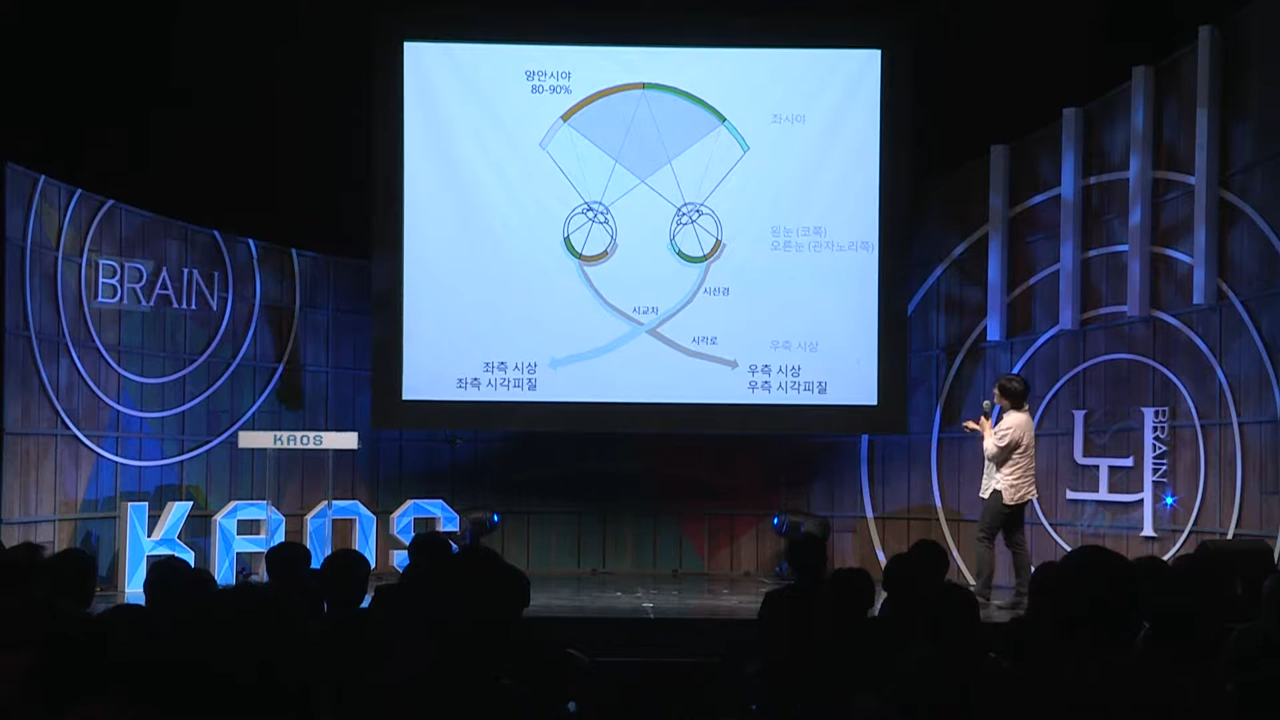 양안시야
80-90%
좌시야
왼눈 (코쪽)
오른눈 (관자노리쪽)
시신경
시교차
시각로
우측 시상
좌측 시상
좌측 시각피질
우측 시상
우측 시각피질
BRAIN
KAOS
KAOS
뇌
BRAIN